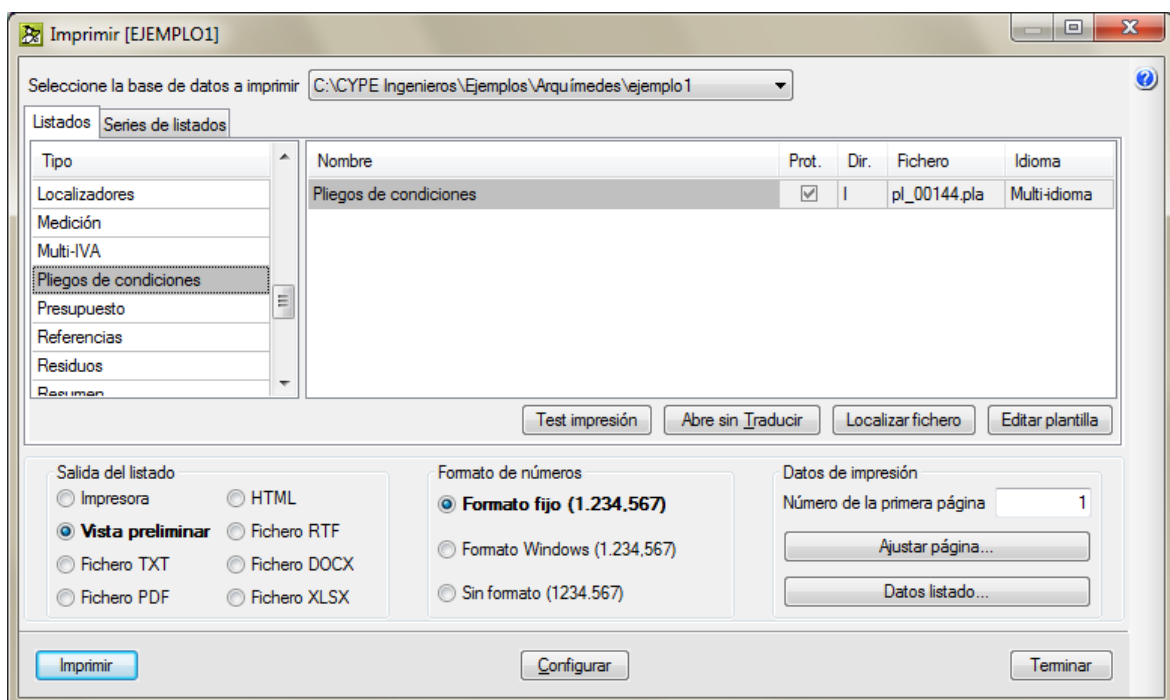 Imprimir [EJEMPLO1]
Seleccione la base de datos a imprimir C:\CYPE Ingenieros\Ejemplos\Arquímedes\ejemplo1
Listados Series de listados
Tipo
Localizadores
Medición
Multi-IVA
Pliegos de condiciones
Presupuesto
Referencias
Residuos
Resumen
Nombre Prot. Dir. Fichero Idioma
Pliegos de condiciones I pl_00144.pla Multi-idioma
Test impresión Abre sin Traducir Localizar fichero Editar plantilla
Salida del listado
Impresora HTML
Vista preliminar Fichero RTF
Fichero TXT Fichero DOCX
Fichero PDF Fichero XLSX
Formato de números
Formato fijo (1.234,567)
Formato Windows (1.234,567)
Sin formato (1234.567)
Datos de impresión
Número de la primera página 1
Ajustar página...
Datos listado...
Imprimir Configurar Terminar